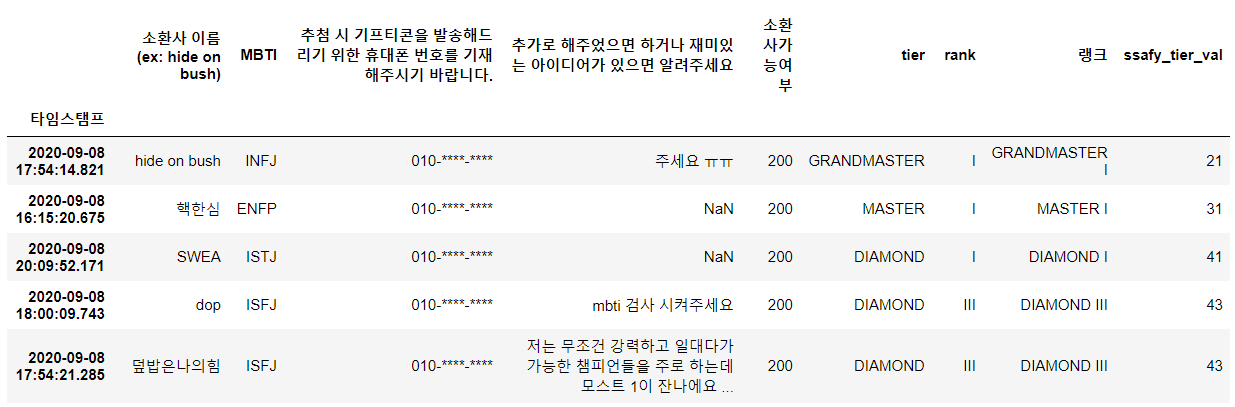 소환사 이름 (ex: hide on bush) MBTI 추첨 시 기프티콘을 발송해드리기 위한 휴대폰 번호를 기재해주시기 바랍니다. 추가로 해주었으면 하거나 재미있는 아이디어가 있으면 알려주세요 소환사가능여부 tier rank 랭크 ssafy_tier_val
타임스탬프
2020-09-08 17:54:14.821 hide on bush INFJ 010-****-**** 주세요 ㅠㅠ 200 GRANDMASTER I GRANDMASTER I 21
2020-09-08 16:15:20.675 핵한심 ENFP 010-****-**** NaN 200 MASTER I MASTER I 31
2020-09-08 20:09:52.171 SWEA ISTJ 010-****-**** NaN 200 DIAMOND I DIAMOND I 41
2020-09-08 18:00:09.743 dop ISFJ 010-****-**** mbti 검사 시켜주세요 200 DIAMOND III DIAMOND III 43
2020-09-08 17:54:21.285 덮밥은나의힘 ISFJ 010-****-**** 저는 무조건 강력하고 일대다가 가능한 챔피언들을 주로 하는데 모스트 1이 잔나에요 ... 200 DIAMOND III DIAMOND III 43